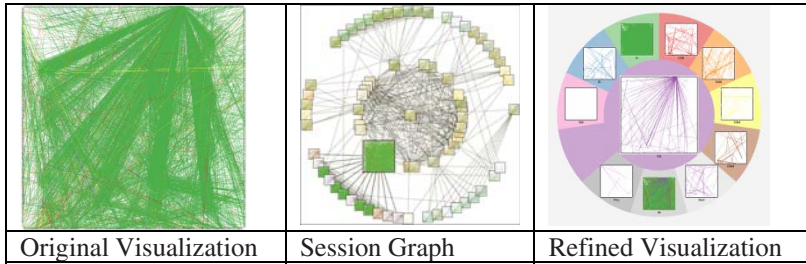 Original Visualization
Session Graph
Refined Visualization